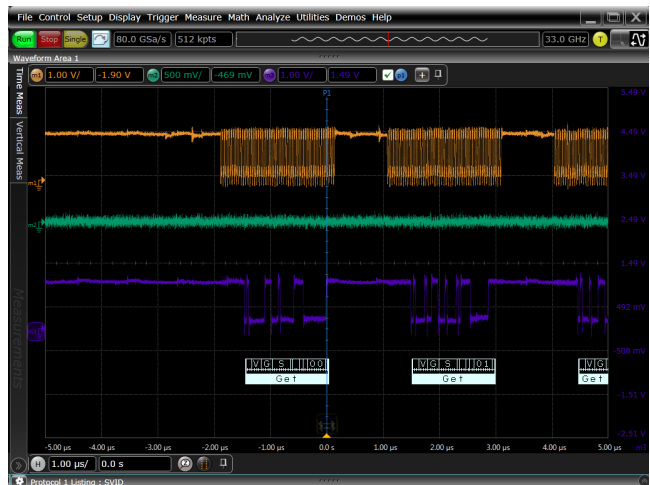 File Control Setup Display Trigger Measure Math Analyze Utilities Demos Help
Run Stop Single 80.0 GSa/s 512 kpts 33.0 GHz T
Waveform Area 1
m1 1.00 V/ -1.90 V m3 500 mV/ -469 mV 1.00 V/ 1.49 V p1 +
Time Meas
Vertical Meas
Measurements
P1
5.49 V
4.49 V
3.49 V
2.49 V
1.49 V
492 mV
-508 mV
-1.51 V
-2.51 V
V G S 00
Get
V G S 01
Get
V G
Get
-5.00 µs -4.00 µs -3.00 µs -2.00 µs -1.00 µs 0.0 s 1.00 µs 2.00 µs 3.00 µs 4.00 µs 5.00 µs
H 1.00 µs/ 0.0 s
Protocol 1 Listing : SVID